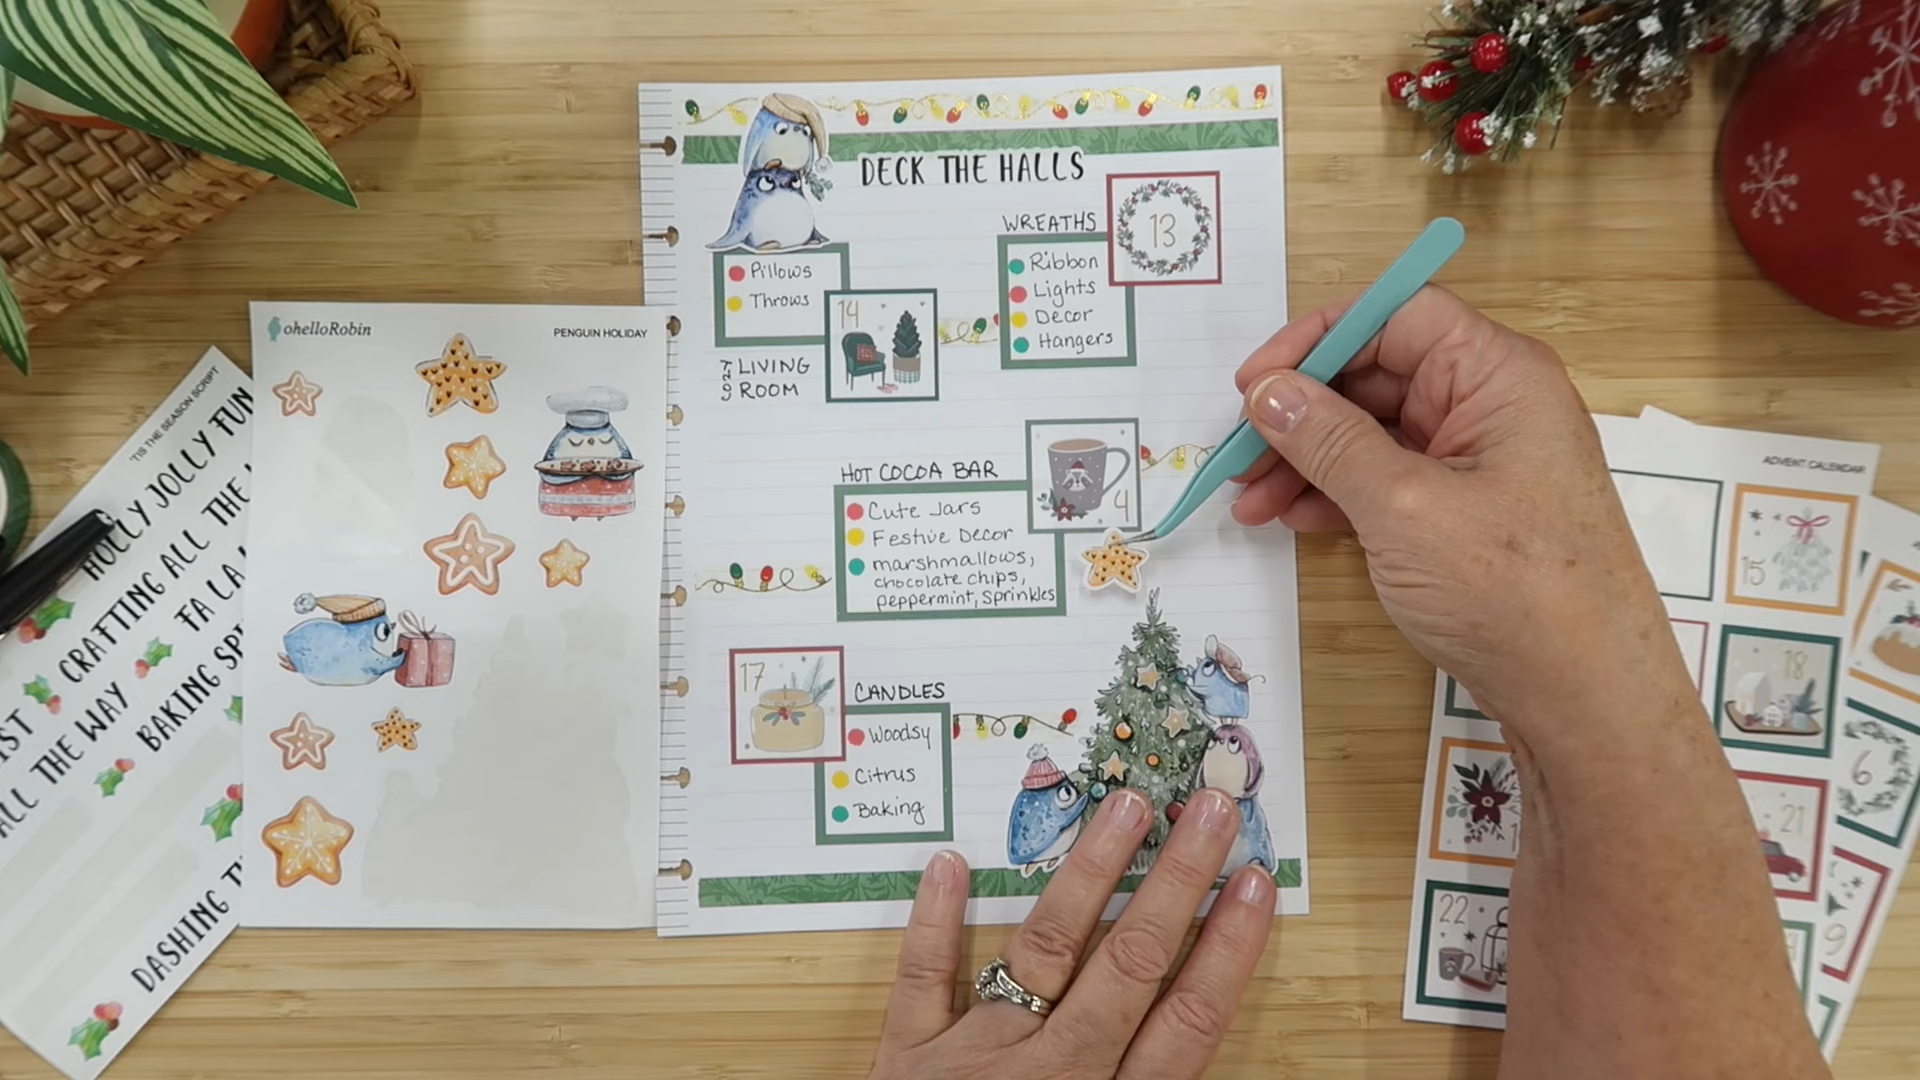 DECK THE HALLS
13
WREATHS
Ribbon
Lights
Decor
Hangers
Pillows
Throws
14
COZY
LIVING
ROOM
HOT COCOA BAR
4
Cute Jars
Festive Decor
marshmallows,
chocolate chips,
peppermint, sprinkles
17
CANDLES
Woodsy
Citrus
Baking
ohelloRobin
PENGUIN HOLIDAY
'TIS THE SEASON SCRIPT
HOLLY JOLLY FUN
CRAFTING ALL THE
FA LA LA
ALL THE WAY
BAKING
DASHING
ADVENT CALENDAR
15
18
6
21
22
9